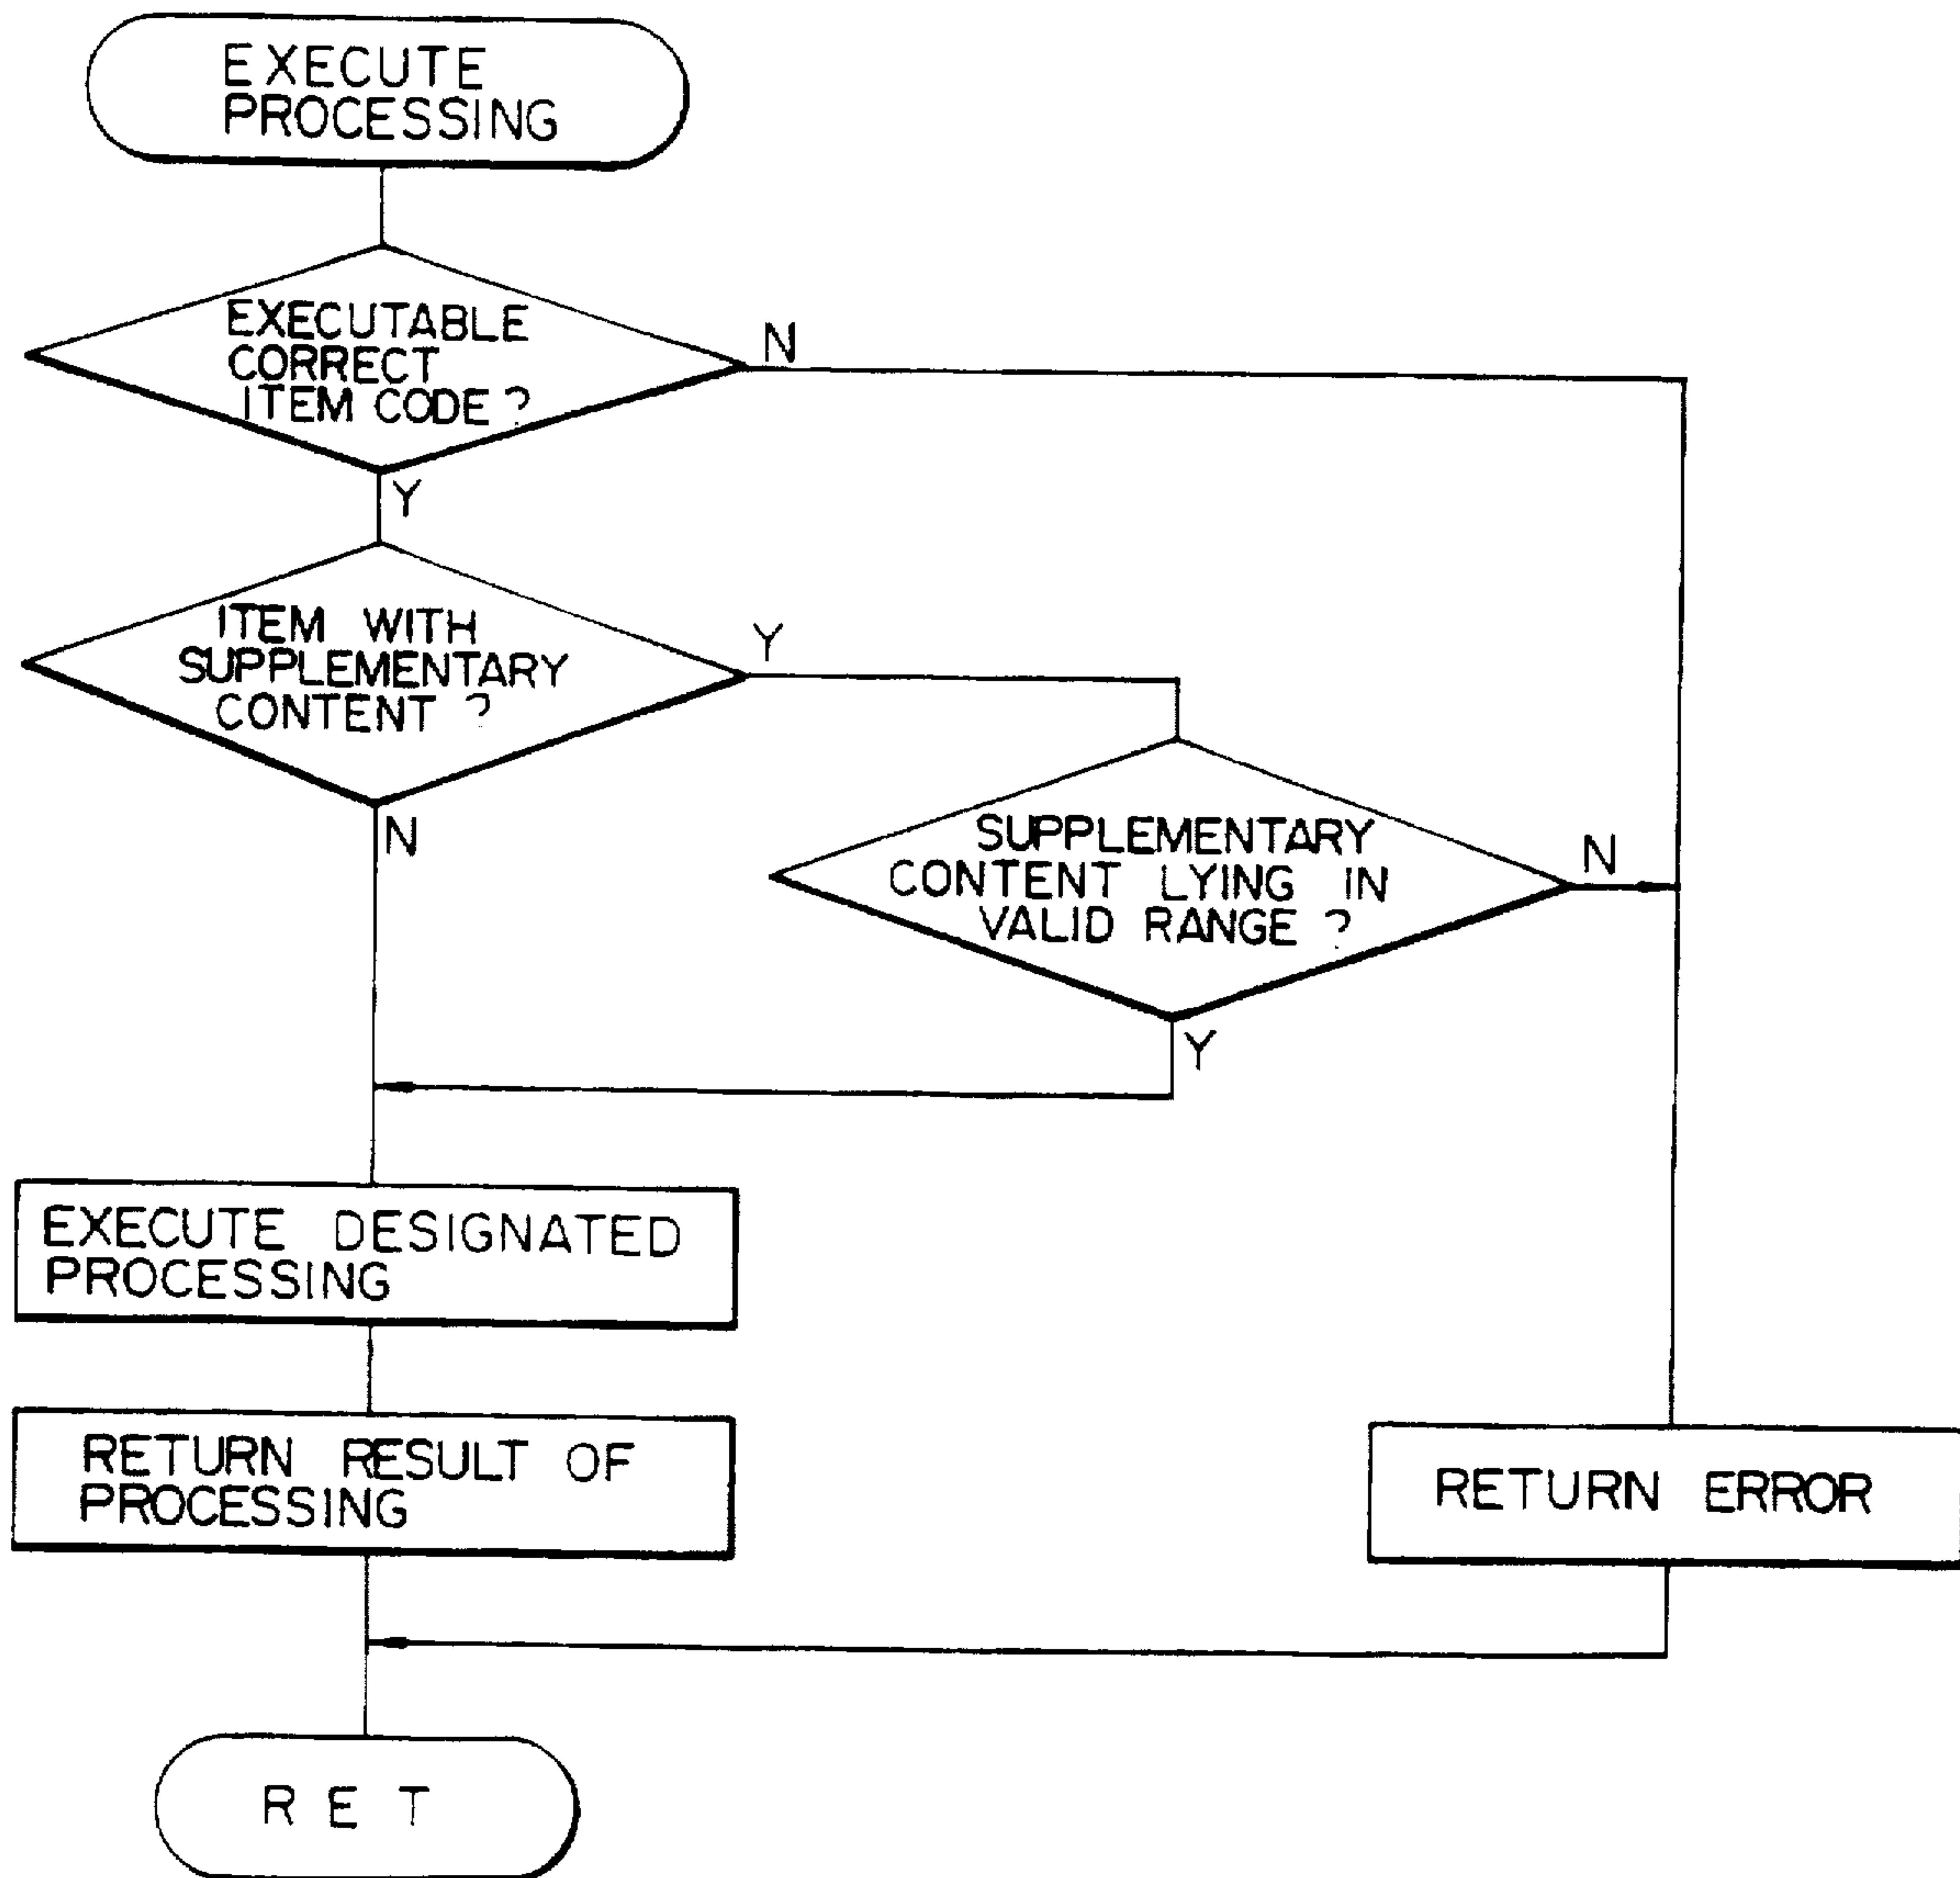 EXECUTE
PROCESSING
EXECUTABLE
CORRECT
ITEM CODE ?
N
Y
ITEM WITH
SUPPLEMENTARY
CONTENT ?
Y
N
SUPPLEMENTARY
CONTENT LYING IN
VALID RANGE ?
N
Y
EXECUTE DESIGNATED
PROCESSING
RETURN RESULT OF
PROCESSING
RETURN ERROR
RET